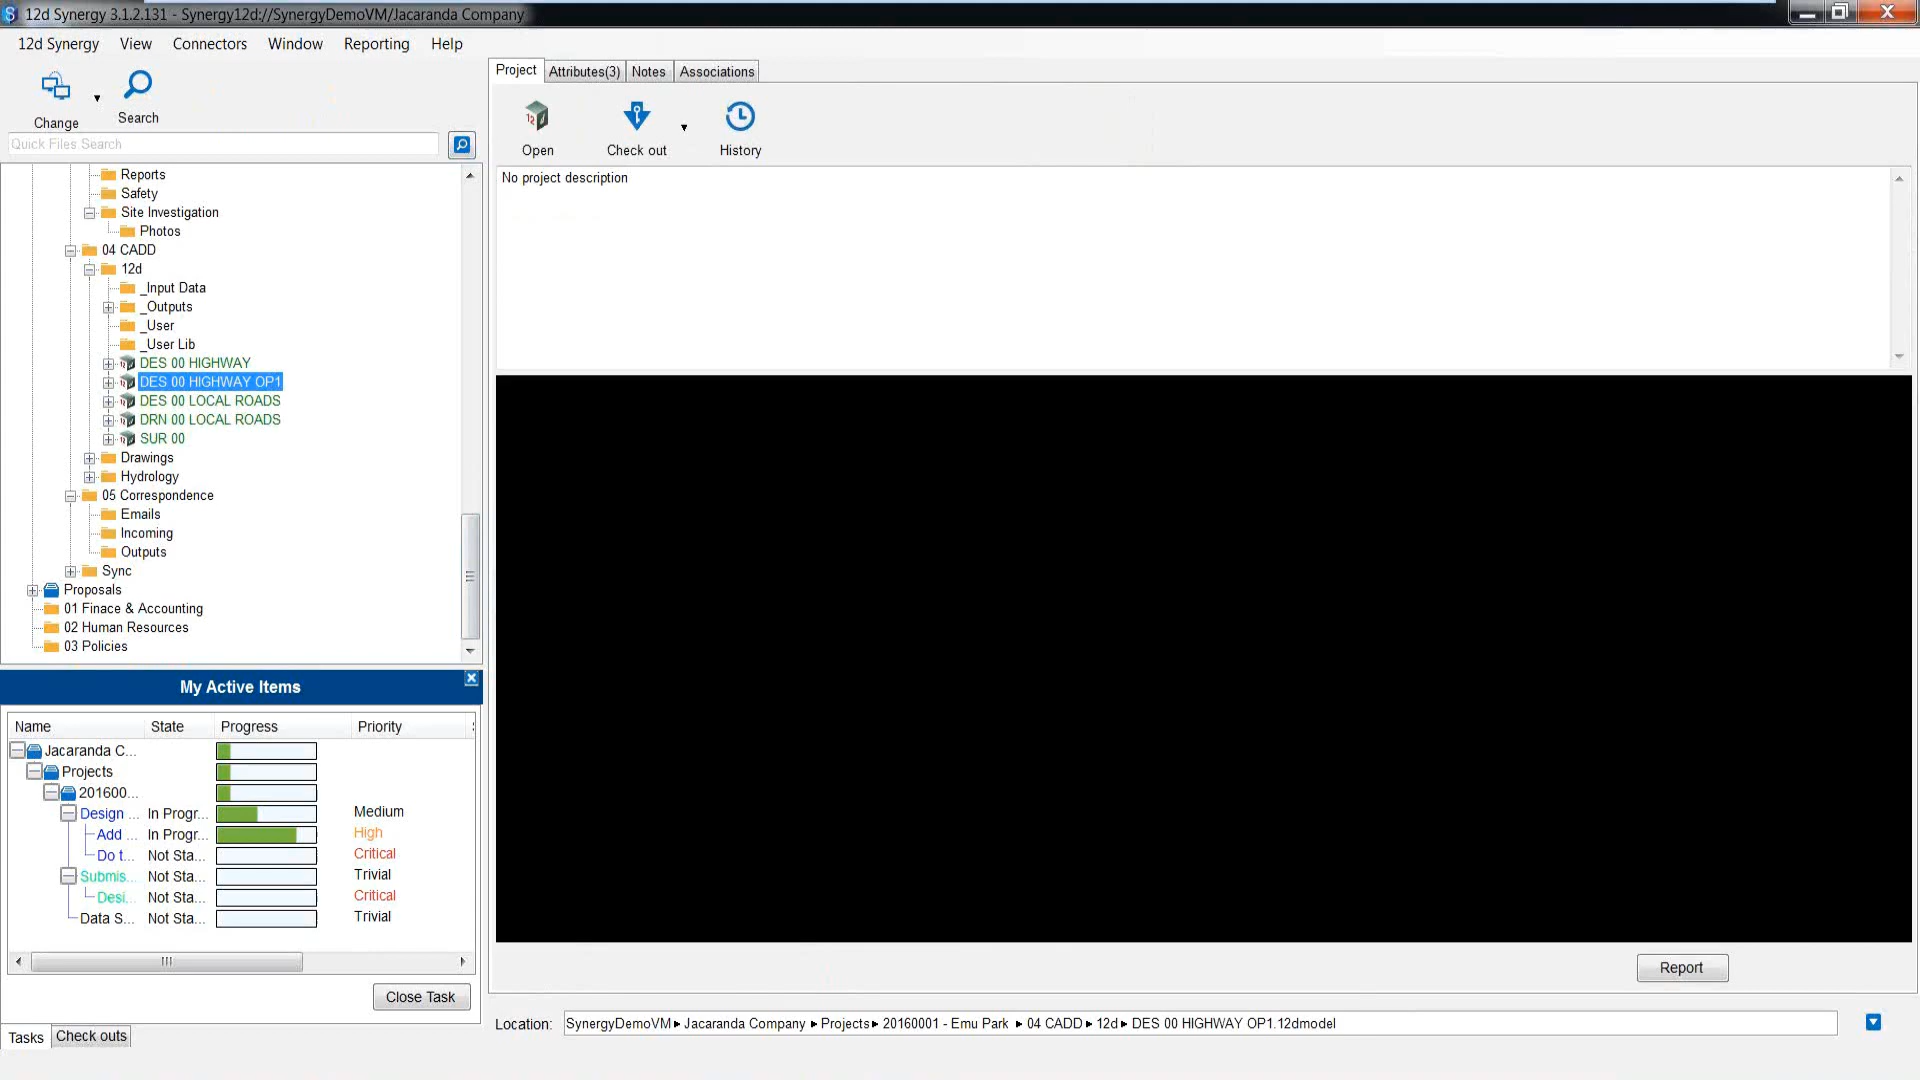 12d Synergy 3.1.2.131 - Synergy12d://SynergyDemoVM/Jacaranda Company
12d Synergy View Connectors Window Reporting Help
Change
Search
Quick Files Search
Reports
Safety
Site Investigation
Photos
04 CADD
12d
_Input Data
_Outputs
_User
_User Lib
DES 00 HIGHWAY
DES 00 HIGHWAY OP1
DES 00 LOCAL ROADS
DRN 00 LOCAL ROADS
SUR 00
Drawings
Hydrology
05 Correspondence
Emails
Incoming
Outputs
Sync
Proposals
01 Finace & Accounting
02 Human Resources
03 Policies
My Active Items
Name State Progress Priority
Jacaranda C...
Projects
201600...
Design ... In Progr... Medium
Add ... In Progr... High
Do t... Not Sta... Critical
Submis... Not Sta... Trivial
Desi... Not Sta... Critical
Data S... Not Sta... Trivial
Close Task
Tasks Check outs
Project Attributes(3) Notes Associations
Open Check out History
No project description
Report
Location: SynergyDemoVM▸ Jacaranda Company ▸ Projects▸ 20160001 - Emu Park ▸ 04 CADD ▸ 12d▸ DES 00 HIGHWAY OP1.12dmodel